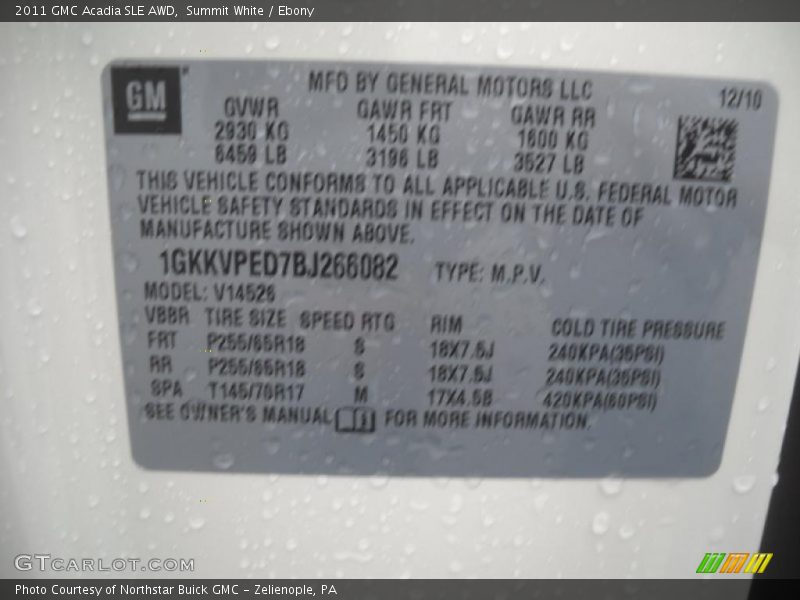 2011 GMC Acadia SLE AWD, Summit White / Ebony
GM
MFD BY GENERAL MOTORS LLC
12/10
GVWR GAWR FRT GAWR RR
2930 KG 1450 KG 1600 KG
6459 LB 3196 LB 3527 LB
THIS VEHICLE CONFORMS TO ALL APPLICABLE U.S. FEDERAL MOTOR
VEHICLE SAFETY STANDARDS IN EFFECT ON THE DATE OF
MANUFACTURE SHOWN ABOVE.
1GKKVPED7BJ266082 TYPE: M.P.V.
MODEL: V14526
VBBR TIRE SIZE SPEED RTG RIM COLD TIRE PRESSURE
FRT P255/65R18 S 18X7.5J 240KPA(35PSI)
RR P255/65R18 S 18X7.5J 240KPA(35PSI)
SPA T145/70R17 M 17X4.5B 420KPA(60PSI)
SEE OWNER'S MANUAL FOR MORE INFORMATION.
GTCARLOT.COM
Photo Courtesy of Northstar Buick GMC – Zelienople, PA